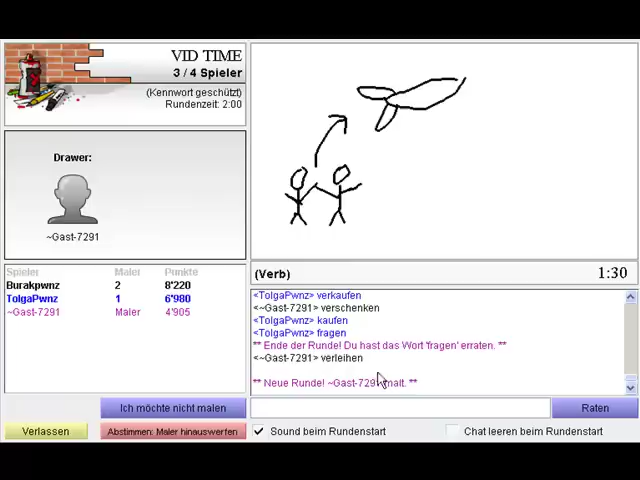 VID TIME
3 / 4 Spieler
(Kennwort geschützt)
Rundenzeit: 2:00
Drawer:
~Gast-7291
Spieler Maler Punkte
Burakpwnz 2 8'220
TolgaPwnz 1 6'980
~Gast-7291 Maler 4'905
Ich möchte nicht malen
Verlassen
Abstimmen: Maler hinauswerfen
(Verb) 1:30
<TolgaPwnz> verkaufen
<~Gast-7291> verschenken
<TolgaPwnz> kaufen
<TolgaPwnz> fragen
** Ende der Runde! Du hast das Wort 'fragen' erraten. **
<~Gast-7291> verleihen
** Neue Runde! ~Gast-7291 malt. **
Raten
Sound beim Rundenstart
Chat leeren beim Rundenstart